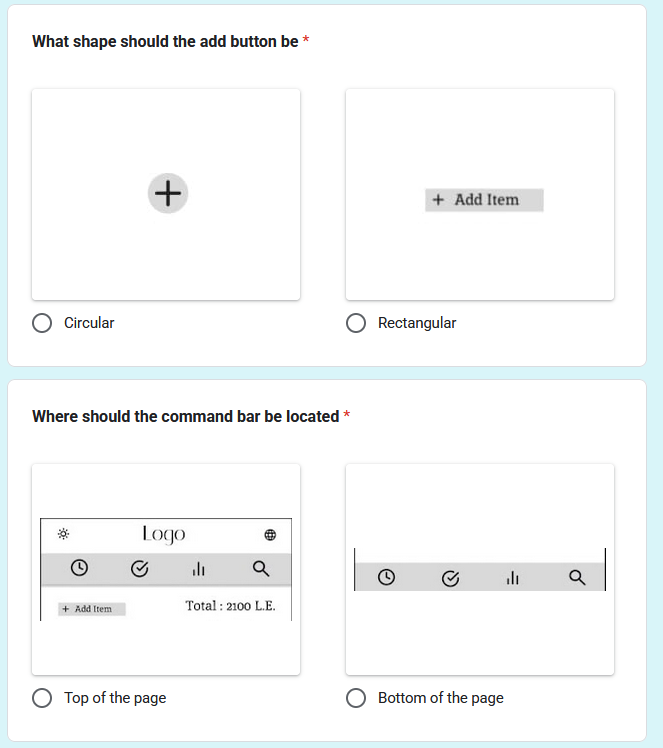 What shape should the add button be *
+ Add Item
Circular
Rectangular
Where should the command bar be located *
Logo
+ Add Item
Total : 2100 L.E.
Top of the page
Bottom of the page